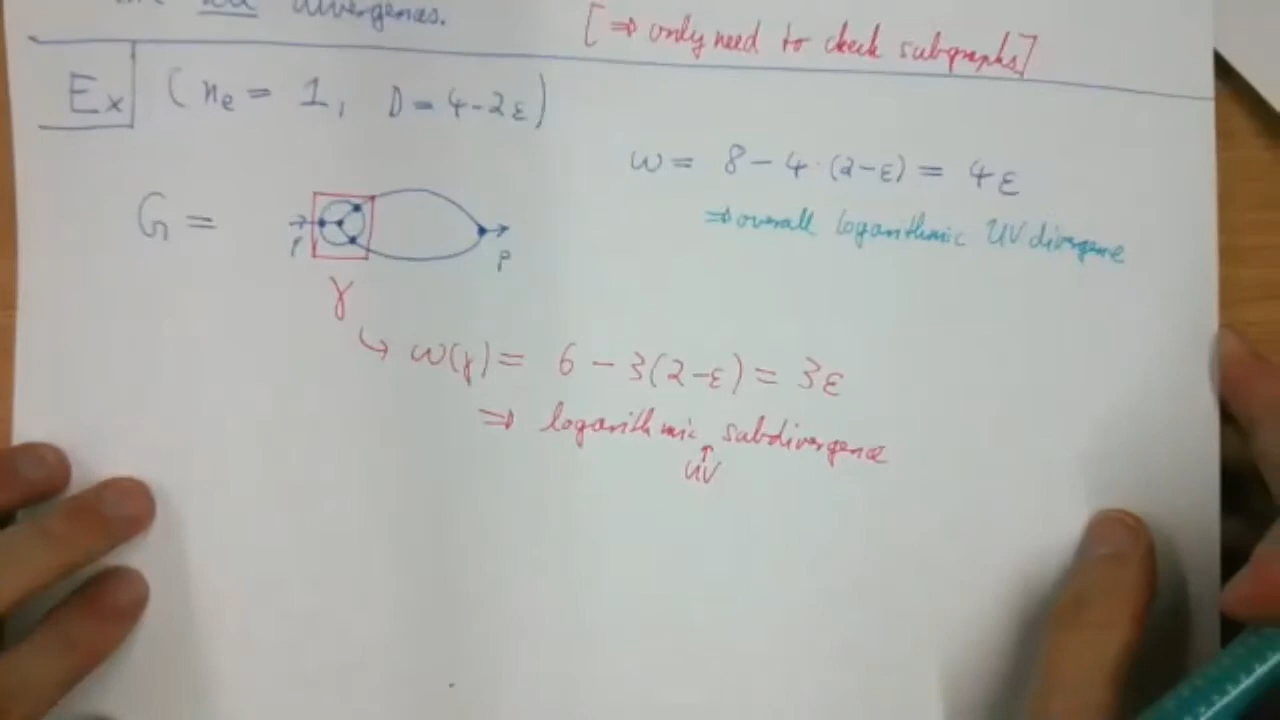 divergences.
[⇒ only need to check subgraphs]
Ex (n_e = 1, D = 4-2ε)
ω = 8 - 4·(2-ε) = 4ε
⇒ overall logarithmic UV divergence
G =
p p
γ
↳ ω(γ) = 6 - 3(2-ε) = 3ε
⇒ logarithmic subdivergence
↑
UV